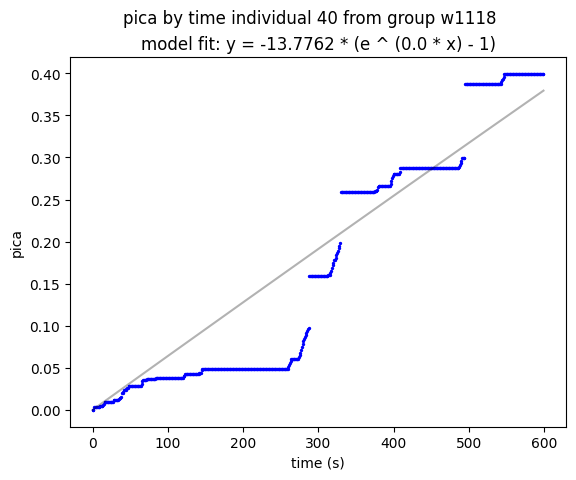 pica by time individual 40 from group w1118
model fit: y = -13.7762 * (e ^ (0.0 * x) - 1)
0.40
0.35
0.30
0.25
0.20
0.15
0.10
0.05
0.00
pica
0 100 200 300 400 500 600
time (s)